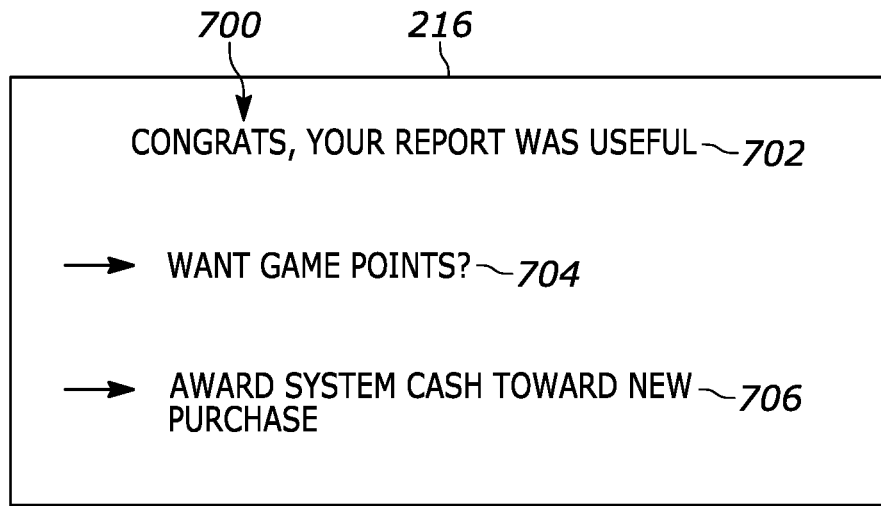 700 216
CONGRATS, YOUR REPORT WAS USEFUL 702
WANT GAME POINTS? 704
AWARD SYSTEM CASH TOWARD NEW 706
PURCHASE